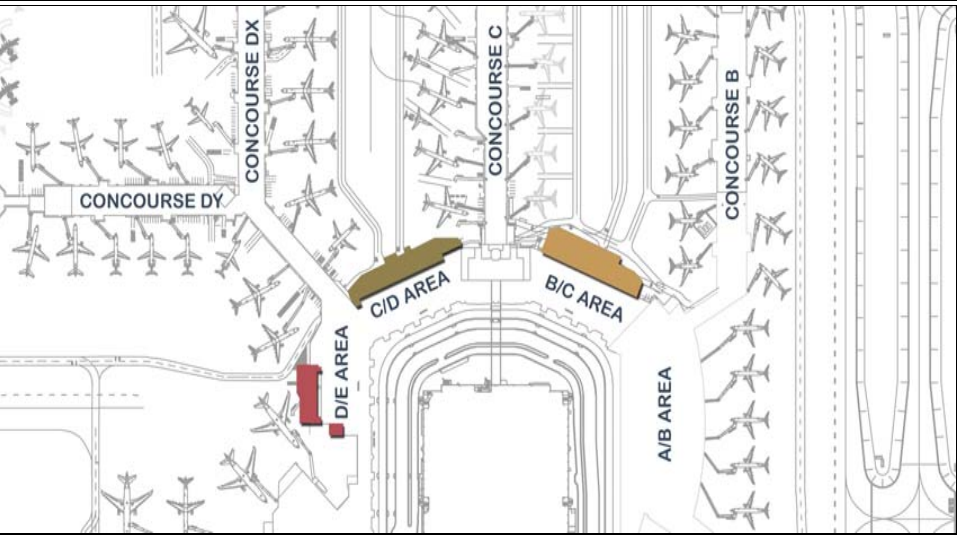 CONCOURSE DX
CONCOURSE C
CONCOURSE B
CONCOURSE DY
C/D AREA
B/C AREA
D/E AREA
A/B AREA